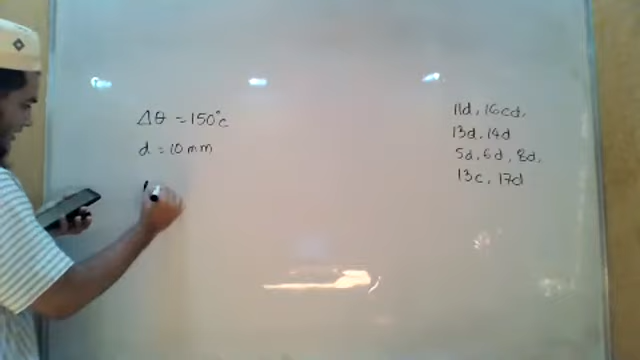 Δθ = 150°c
d = 10 mm
11d, 16cd,
13d, 14d
5d, 6d, 8d,
13c, 17d